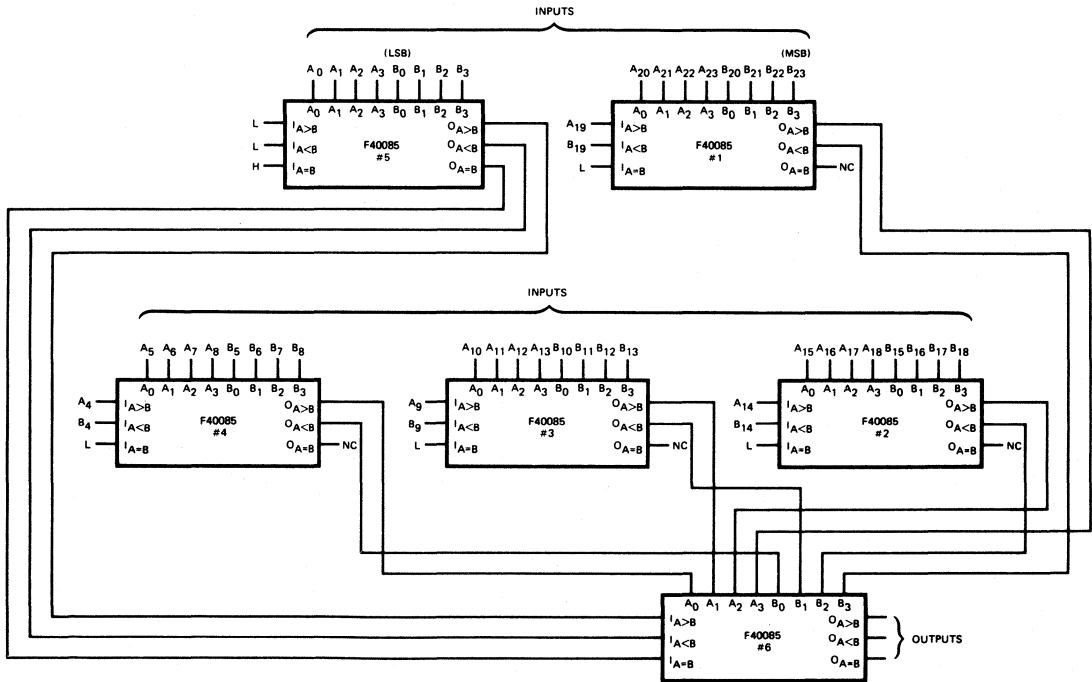 INPUTS
(LSB) (MSB)
A0 A1 A2 A3 B0 B1 B2 B3
A20 A21 A22 A23 B20 B21 B22 B23
A0 A1 A2 A3 B0 B1 B2 B3
L IA>B OA>B
L IA<B F40085 OA<B
#5
H IA=B OA=B
A0 A1 A2 A3 B0 B1 B2 B3
A19 IA>B OA>B
B19 IA<B F40085 OA<B
#1
L IA=B OA=B NC
INPUTS
A5 A6 A7 A8 B5 B6 B7 B8
A0 A1 A2 A3 B0 B1 B2 B3
A4 IA>B OA>B
B4 IA<B F40085 OA<B
#4
L IA=B OA=B NC
A10 A11 A12 A13 B10 B11 B12 B13
A0 A1 A2 A3 B0 B1 B2 B3
A9 IA>B OA>B
B9 IA<B F40085 OA<B
#3
L IA=B OA=B NC
A15 A16 A17 A18 B15 B16 B17 B18
A0 A1 A2 A3 B0 B1 B2 B3
A14 IA>B OA>B
B14 IA<B F40085 OA<B
#2
L IA=B OA=B NC
A0 A1 A2 A3 B0 B1 B2 B3
IA>B OA>B
IA<B F40085 OA<B OUTPUTS
#6
IA=B OA=B